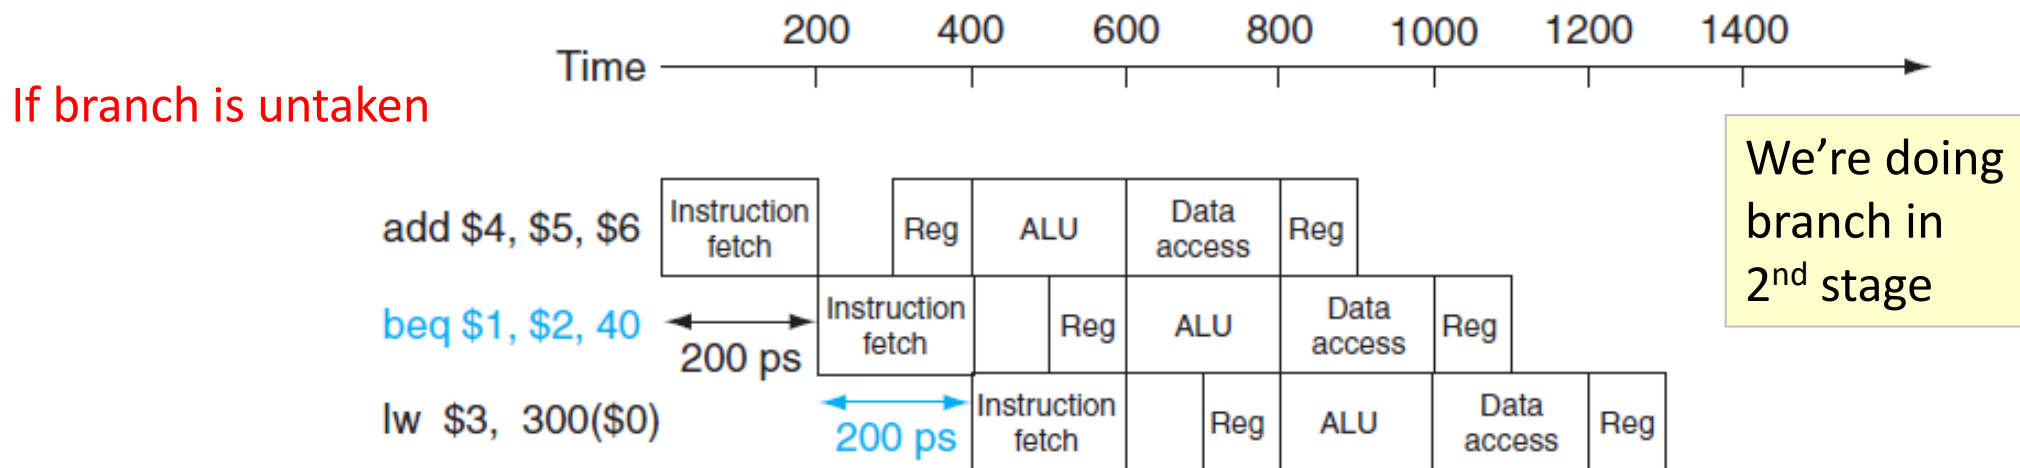 200 400 600 800 1000 1200 1400
Time
If branch is untaken
We’re doing
branch in
2nd stage
add $4, $5, $6
Instruction
fetch
Reg
ALU
Data
access
Reg
beq $1, $2, 40
200 ps
Instruction
fetch
Reg
ALU
Data
access
Reg
lw $3, 300($0)
200 ps
Instruction
fetch
Reg
ALU
Data
access
Reg